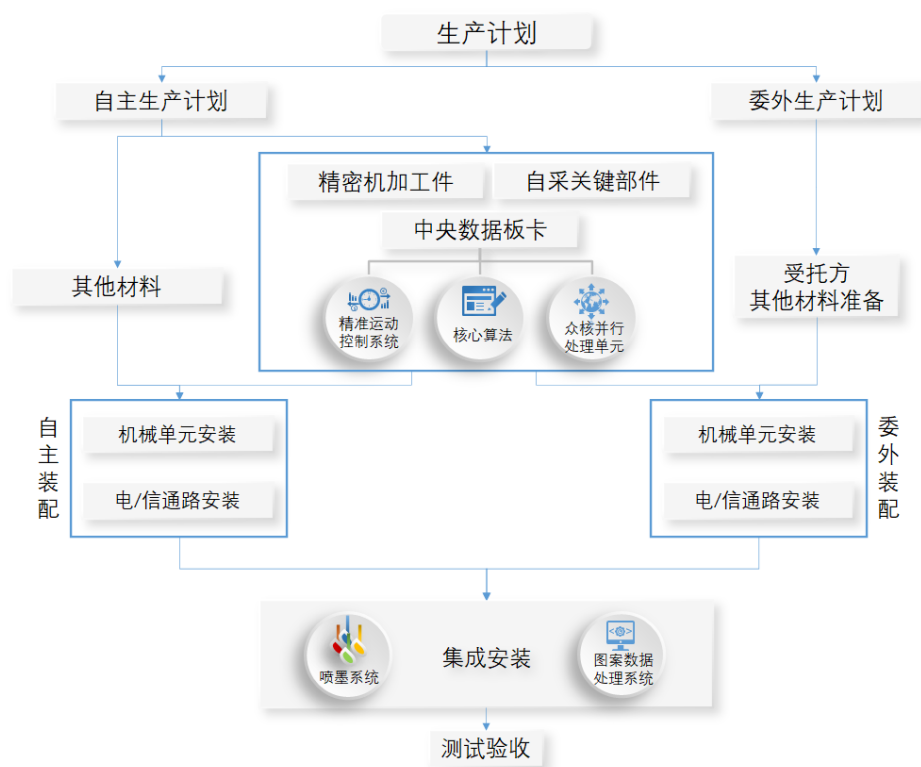 生产计划
自主生产计划
委外生产计划
精密机加工件
自采关键部件
中央数据板卡
其他材料
受托方
其他材料准备
精准运动
控制系统
核心算法
众核并行
处理单元
自主装配
机械单元安装
电/信通路安装
机械单元安装
电/信通路安装
委外装配
喷墨系统
集成安装
图案数据
处理系统
测试验收